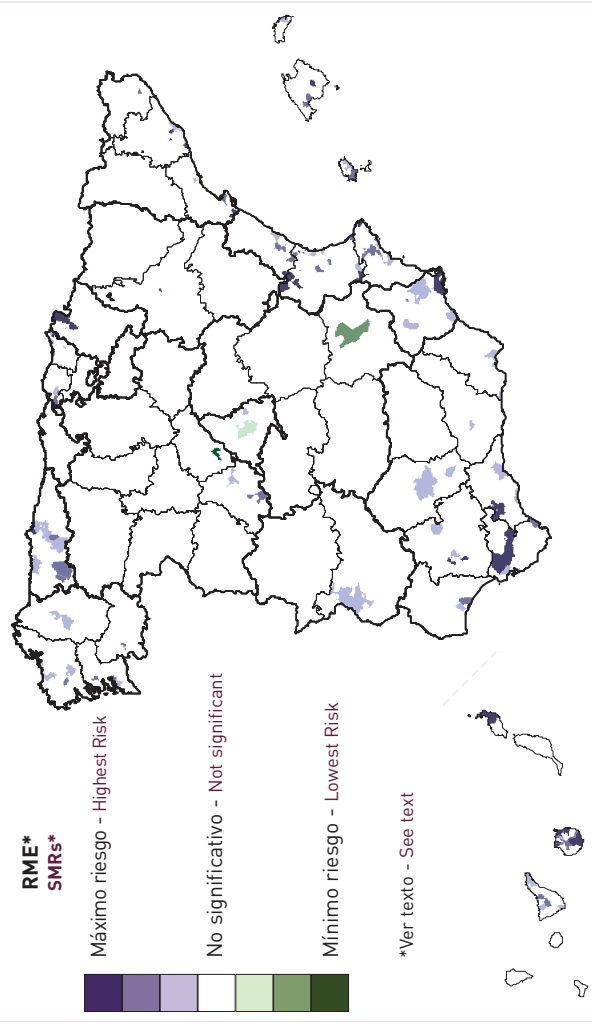 RME*
SMRs*
Máximo riesgo - Highest Risk
No significativo - Not significant
Mínimo riesgo - Lowest Risk
*Ver texto - See text